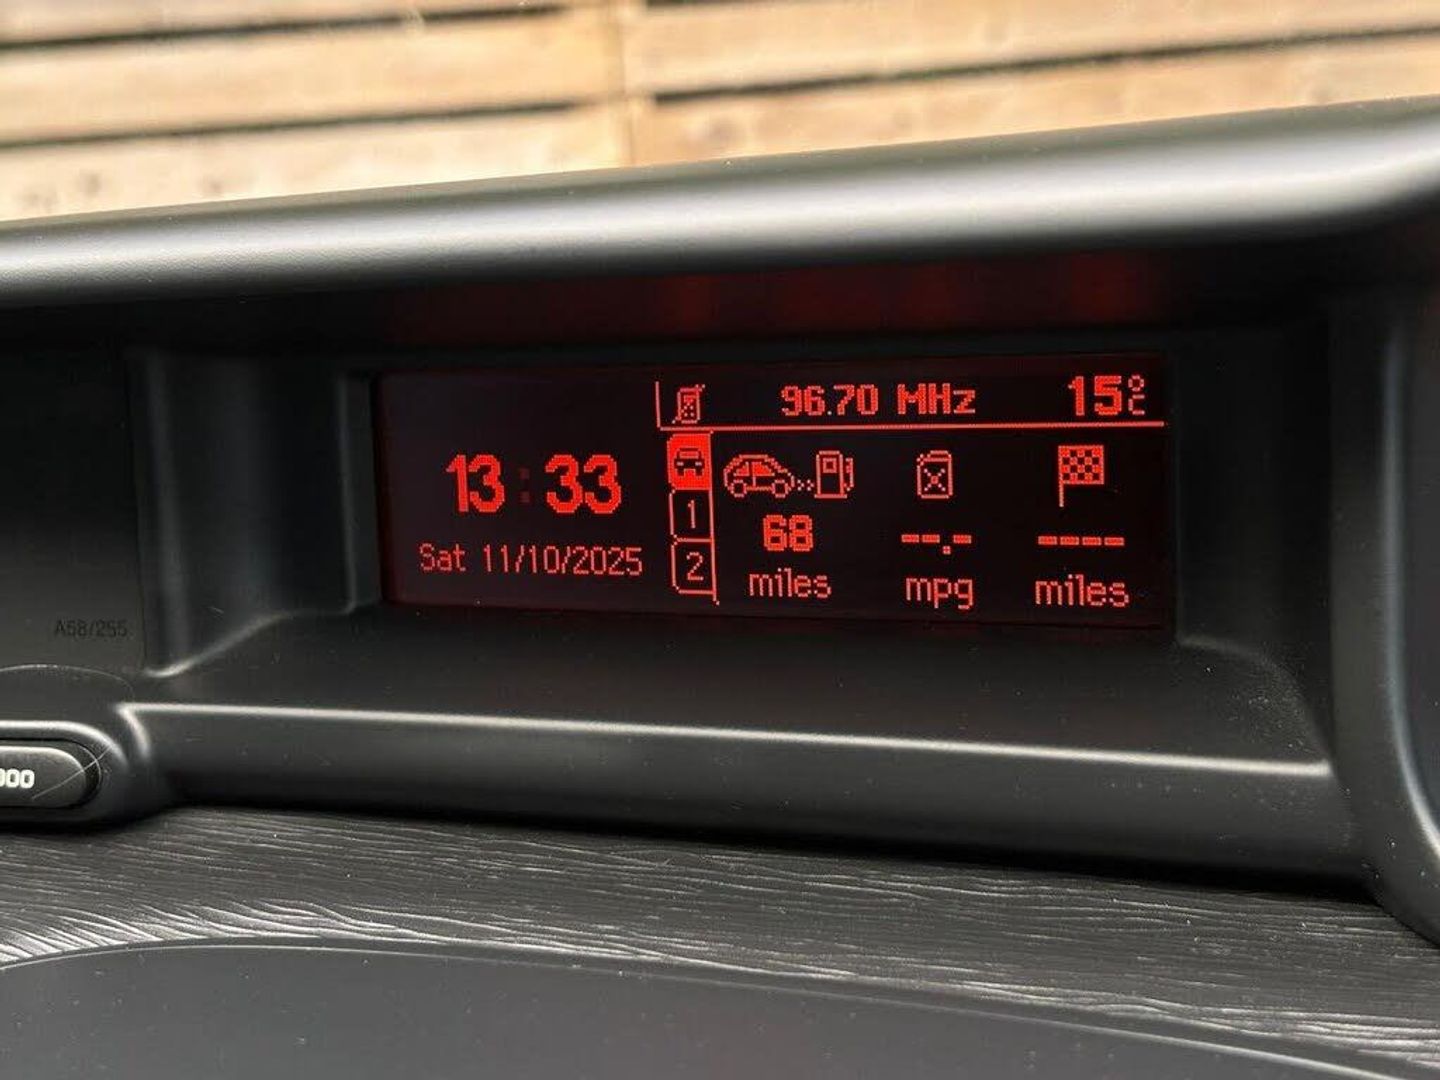 96.70 MHz 15°C
13:33
Sat 11/10/2025
1
2
68 --.- ----
miles mpg miles
A58/255